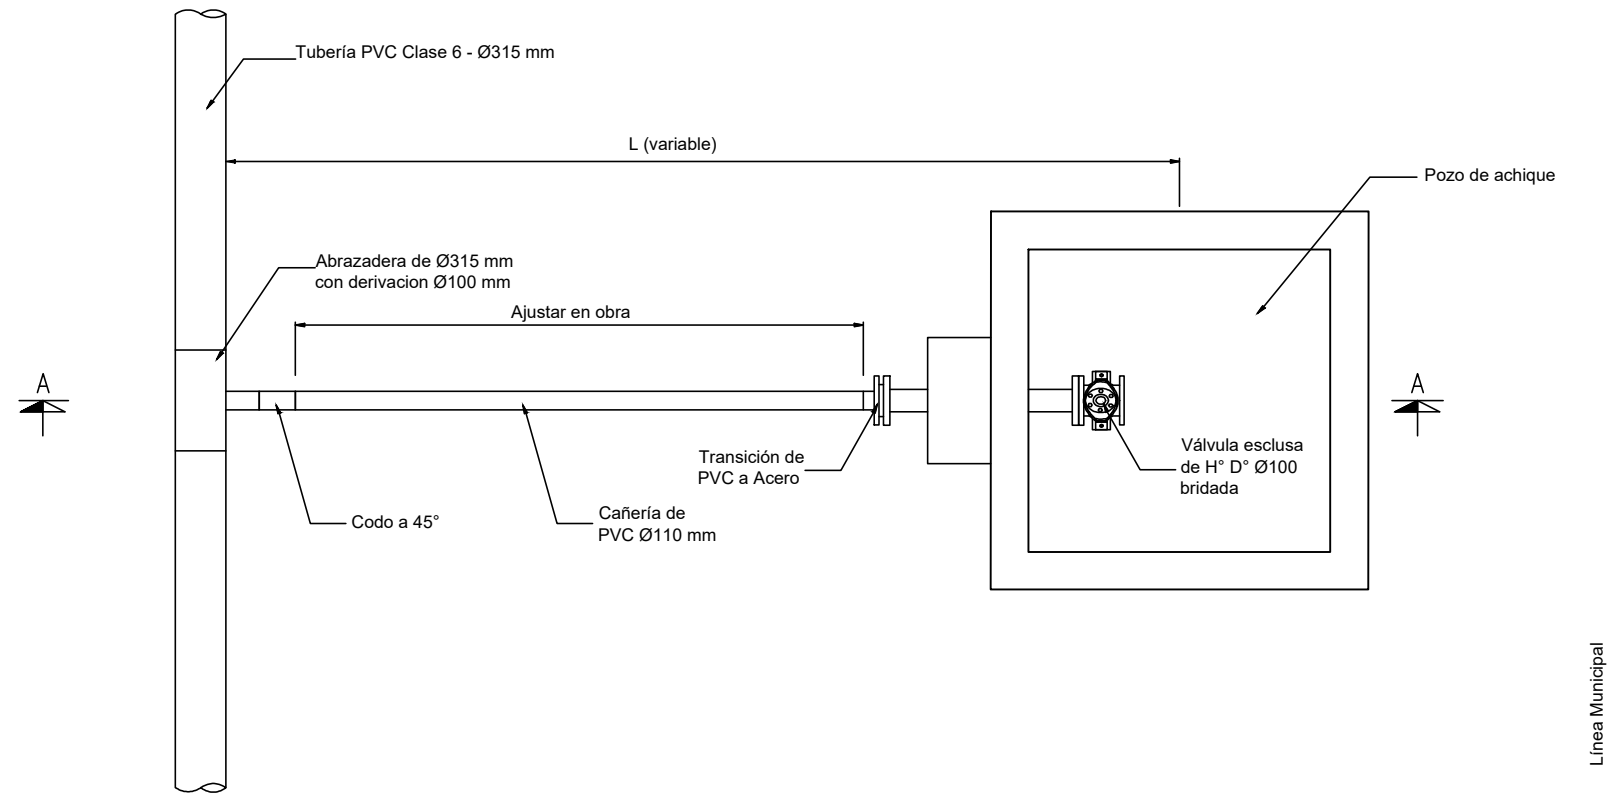 Tubería PVC Clase 6 - Ø315 mm
L (variable)
Pozo de achique
Abrazadera de Ø315 mm
con derivacion Ø100 mm
Ajustar en obra
A
A
Transición de
PVC a Acero
Válvula esclusa
de H° D° Ø100
bridada
Codo a 45°
Cañería de
PVC Ø110 mm
Línea Municipal